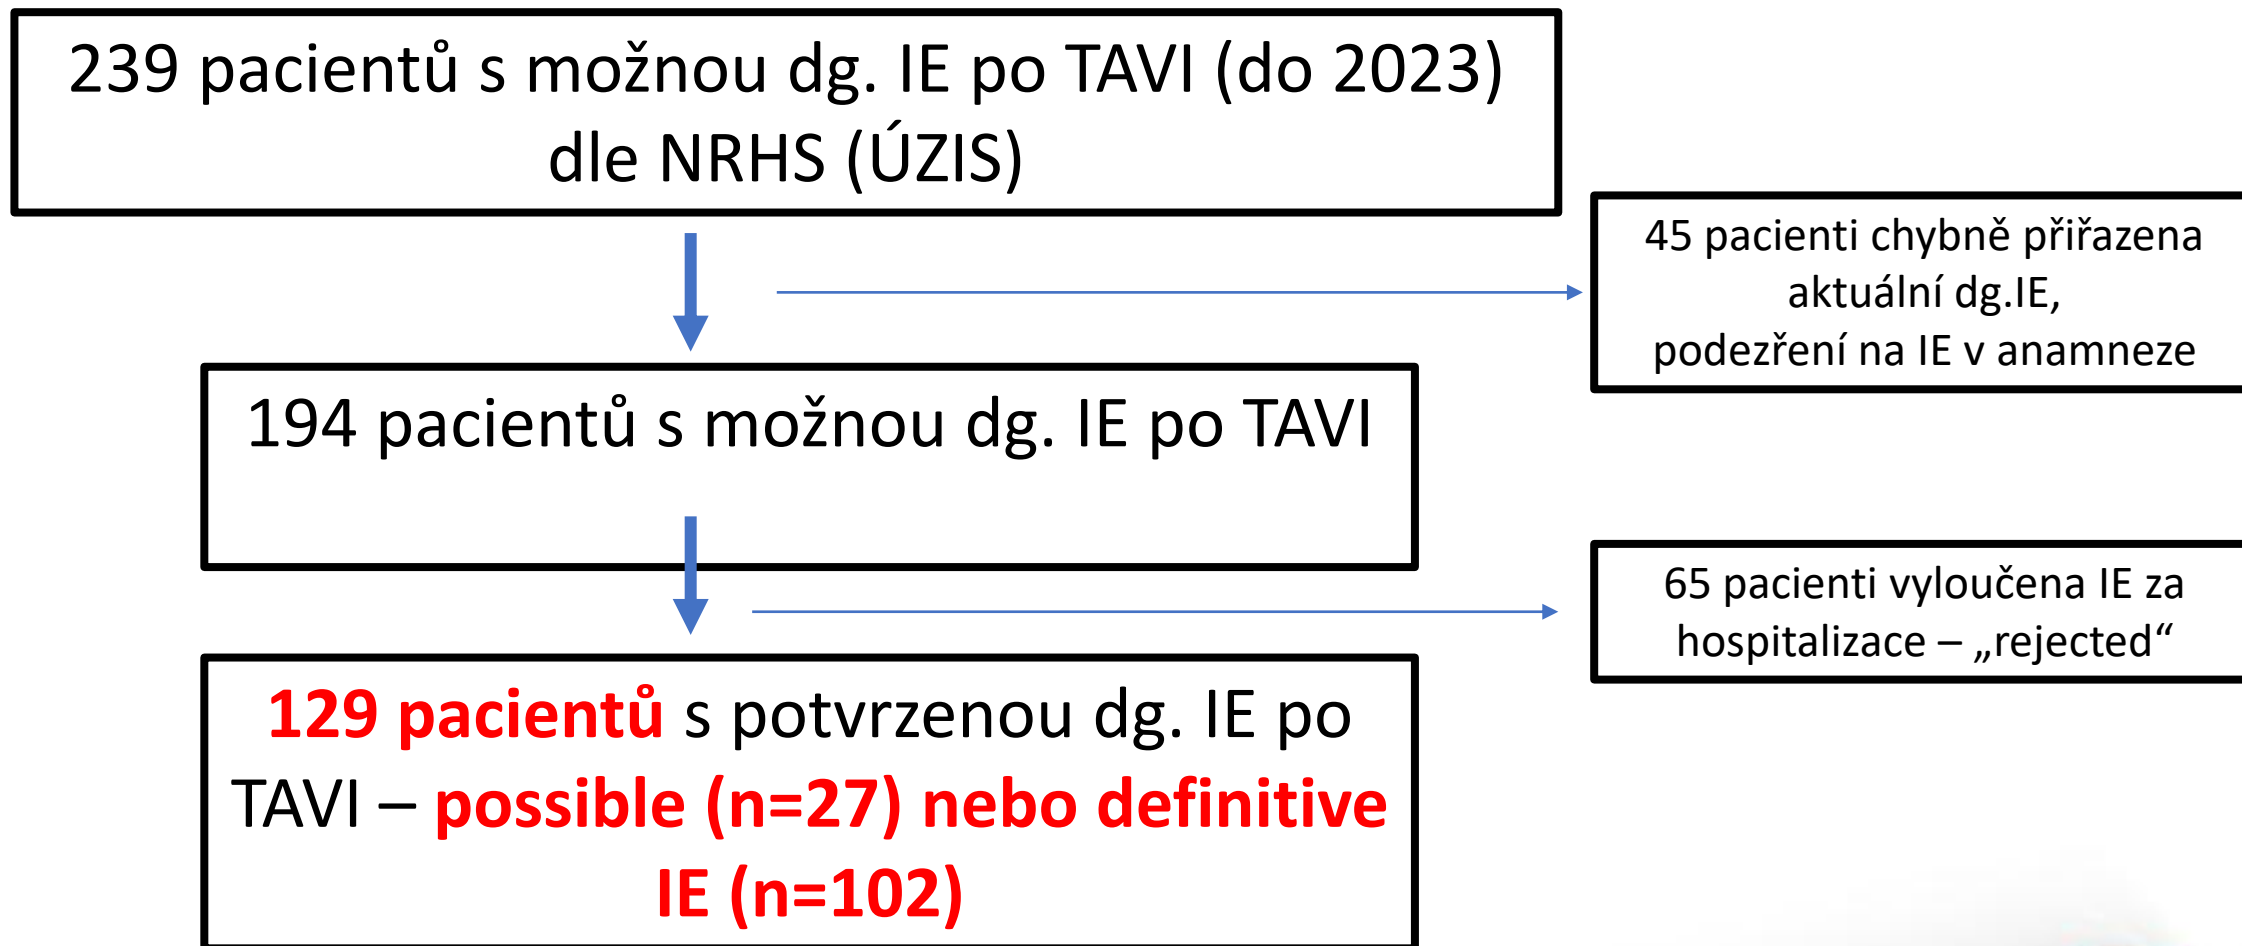 239 pacientů s možnou dg. IE po TAVI (do 2023)
dle NRHS (ÚZIS)
45 pacienti chybně přiřazena
aktuální dg.IE,
podezření na IE v anamneze
194 pacientů s možnou dg. IE po TAVI
65 pacienti vyloučena IE za
hospitalizace – „rejected“
129 pacientů s potvrzenou dg. IE po
TAVI – possible (n=27) nebo definitive
IE (n=102)